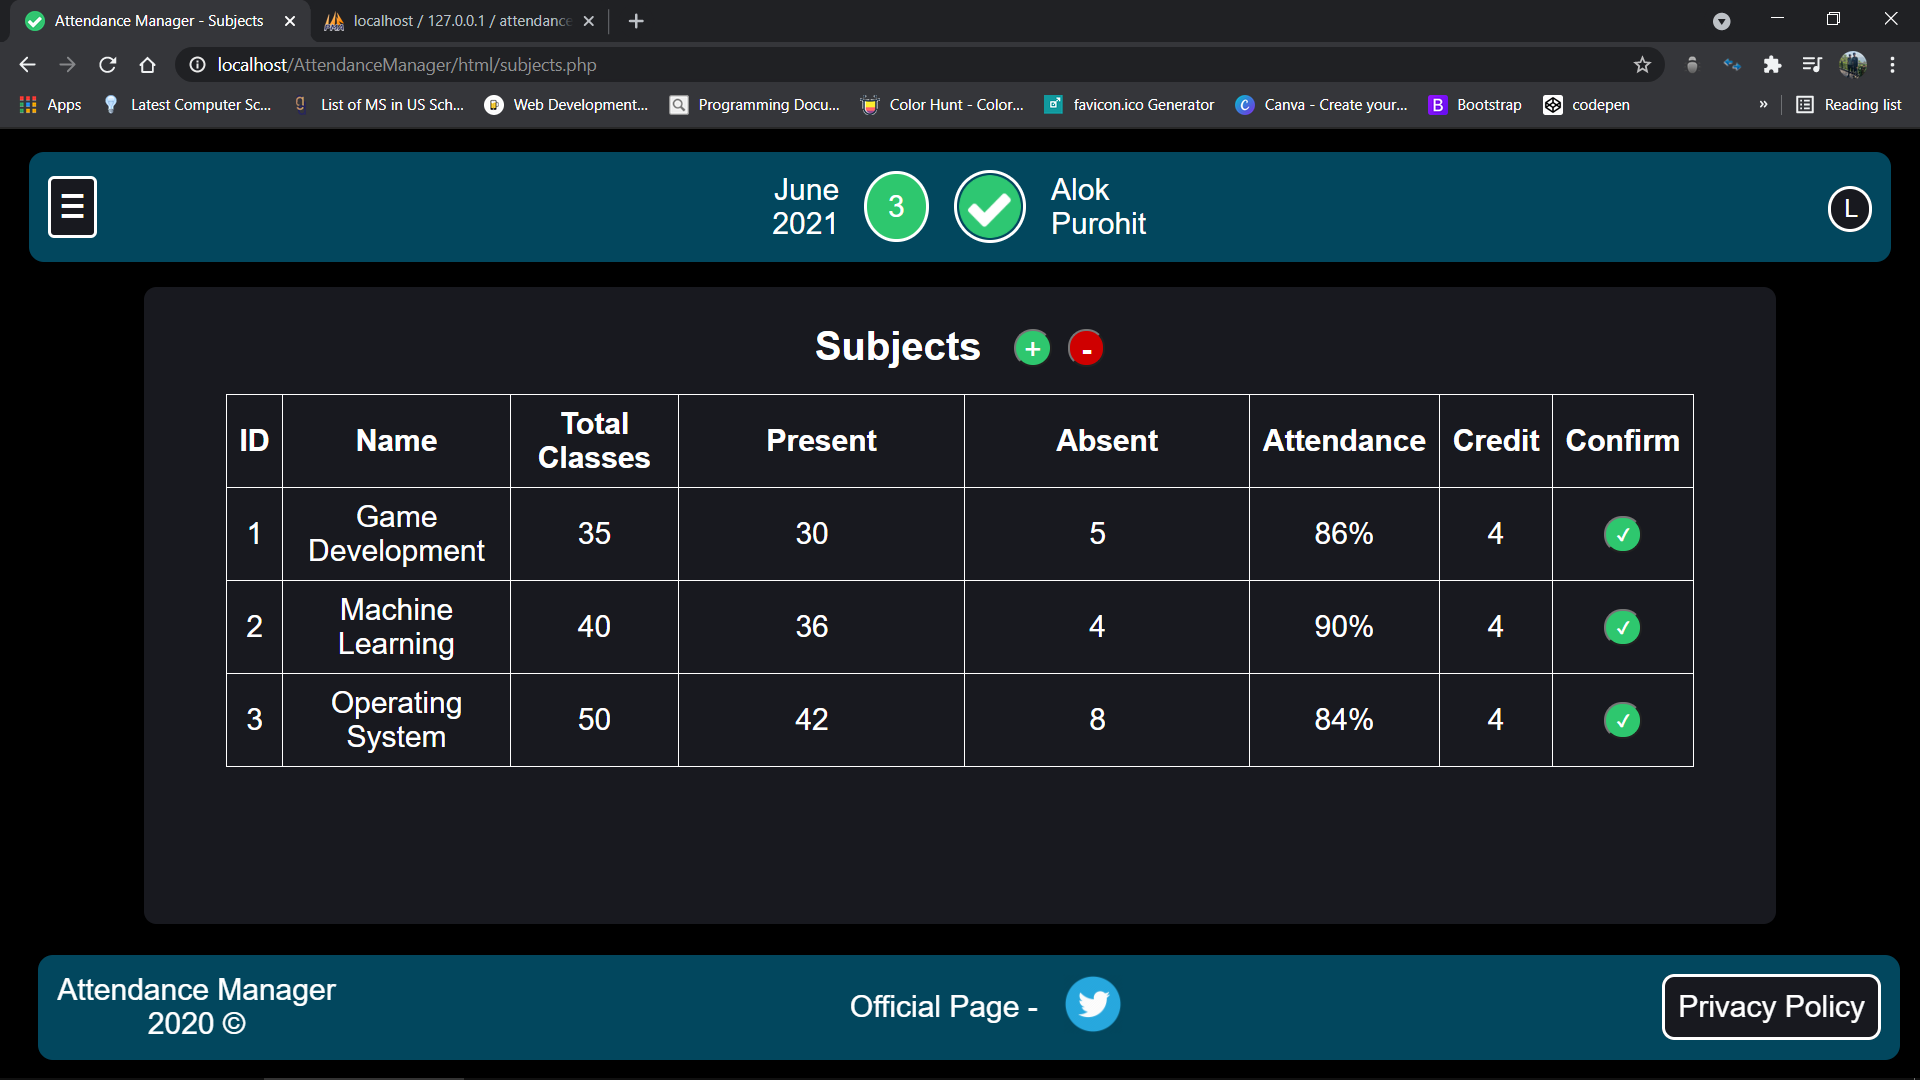 Attendance Manager - Subjects
localhost / 127.0.0.1 / attendance
localhost/AttendanceManager/html/subjects.php
Apps
Latest Computer Sc...
List of MS in US Sch...
Web Development...
Programming Docu...
Color Hunt - Color...
favicon.ico Generator
Canva - Create your...
Bootstrap
codepen
»
Reading list
☰
June
2021
3
Alok
Purohit
L
Subjects + -
ID Name Total Classes Present Absent Attendance Credit Confirm
1 Game Development 35 30 5 86% 4 ✓
2 Machine Learning 40 36 4 90% 4 ✓
3 Operating System 50 42 8 84% 4 ✓
Attendance Manager
2020 ©
Official Page -
Privacy Policy